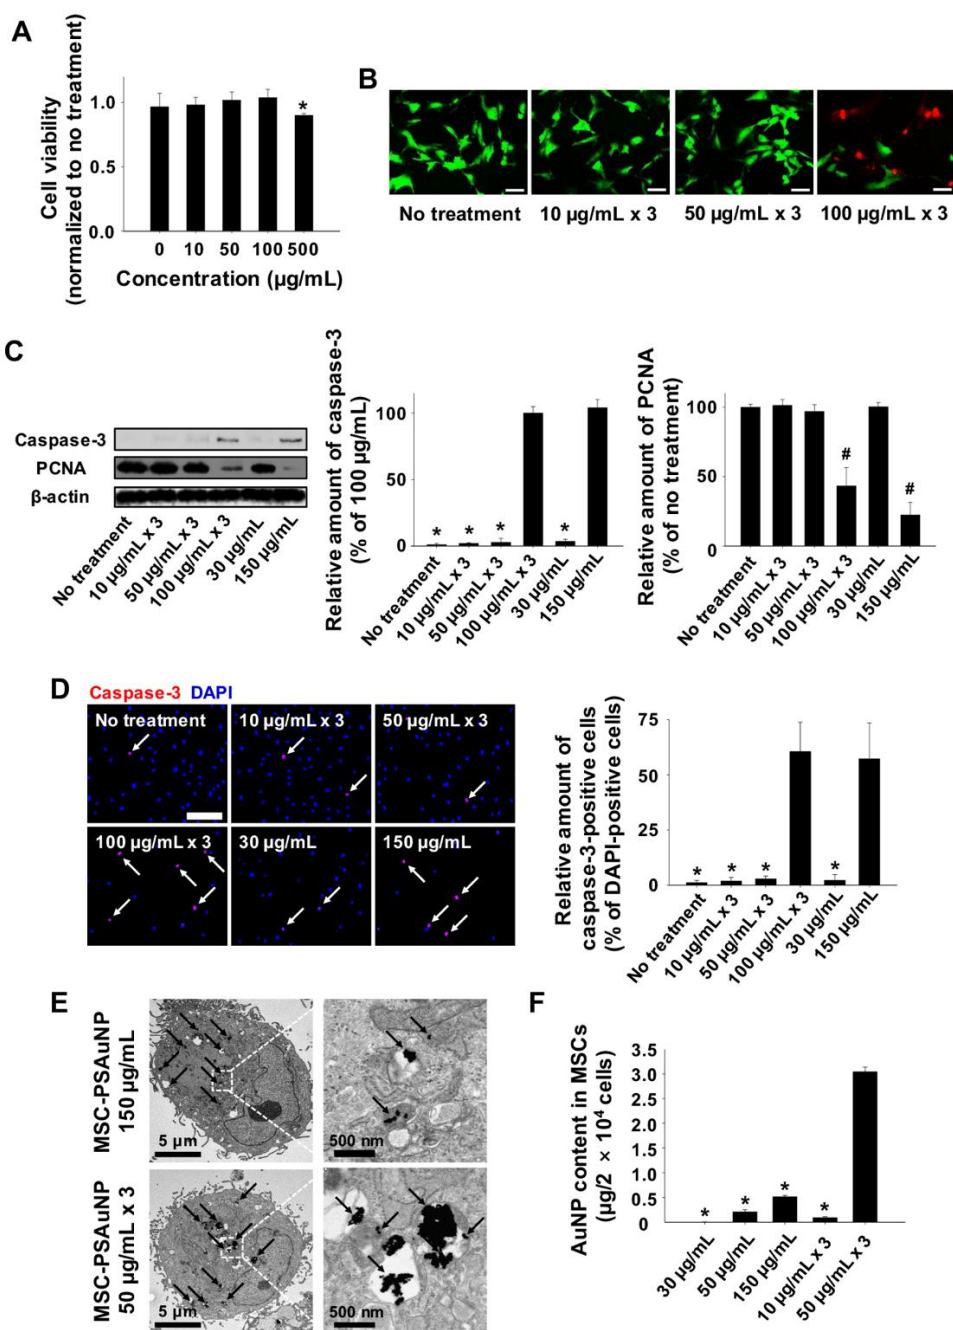 A
Cell viability
(normalized to no treatment)
1.0
0.5
0.0
*
0 10 50 100 500
Concentration (µg/mL)
B
No treatment
10 µg/mL x 3
50 µg/mL x 3
100 µg/mL x 3
C
Caspase-3
PCNA
β-actin
No treatment
10 µg/mL x 3
50 µg/mL x 3
100 µg/mL x 3
30 µg/mL
150 µg/mL
Relative amount of caspase-3
(% of 100 µg/mL)
100
50
0
* * * *
No treatment
10 µg/mL x 3
50 µg/mL x 3
100 µg/mL x 3
30 µg/mL
150 µg/mL
Relative amount of PCNA
(% of no treatment)
100
50
0
# #
No treatment
10 µg/mL x 3
50 µg/mL x 3
100 µg/mL x 3
30 µg/mL
150 µg/mL
D
Caspase-3 DAPI
No treatment
10 µg/mL x 3
50 µg/mL x 3
100 µg/mL x 3
30 µg/mL
150 µg/mL
Relative amount of
caspase-3-positive cells
(% of DAPI-positive cells)
75
50
25
0
* * * *
No treatment
10 µg/mL x 3
50 µg/mL x 3
100 µg/mL x 3
30 µg/mL
150 µg/mL
E
MSC-PSAuNP
150 µg/mL
5 µm
500 nm
MSC-PSAuNP
50 µg/mL x 3
5 µm
500 nm
F
AuNP content in MSCs
(µg/2 × 10⁴ cells)
3.5
3.0
2.5
2.0
1.5
1.0
0.5
0
* * * *
30 µg/mL
50 µg/mL
150 µg/mL
10 µg/mL x 3
50 µg/mL x 3